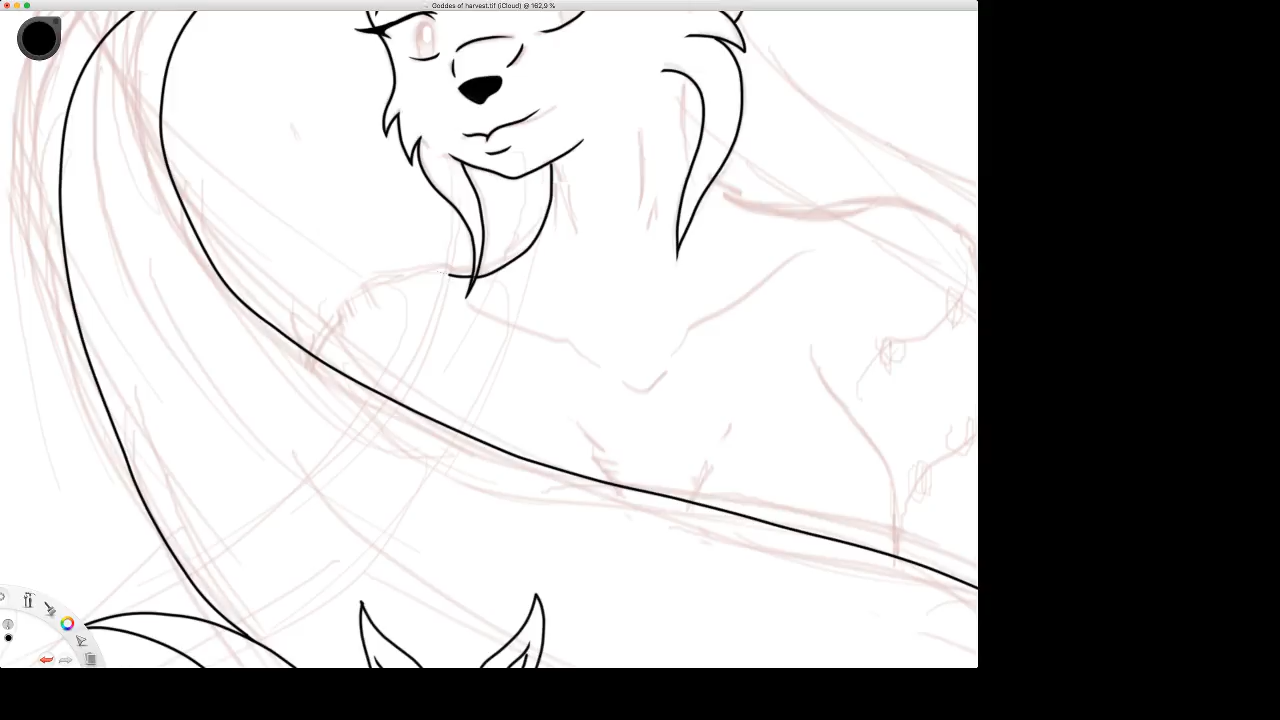 Goddes of harvest.tif (iCloud) @ 162,9 %